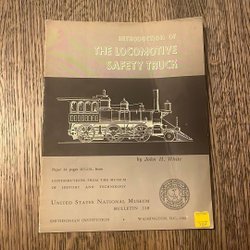 INTRODUCTION OF
THE LOCOMOTIVE
SAFETY TRUCK
by John H. White
CONTRIBUTIONS FROM THE MUSEUM
OF HISTORY AND TECHNOLOGY
UNITED STATES NATIONAL MUSEUM
BULLETIN 228
SMITHSONIAN INSTITUTION • WASHINGTON, D.C., 1961